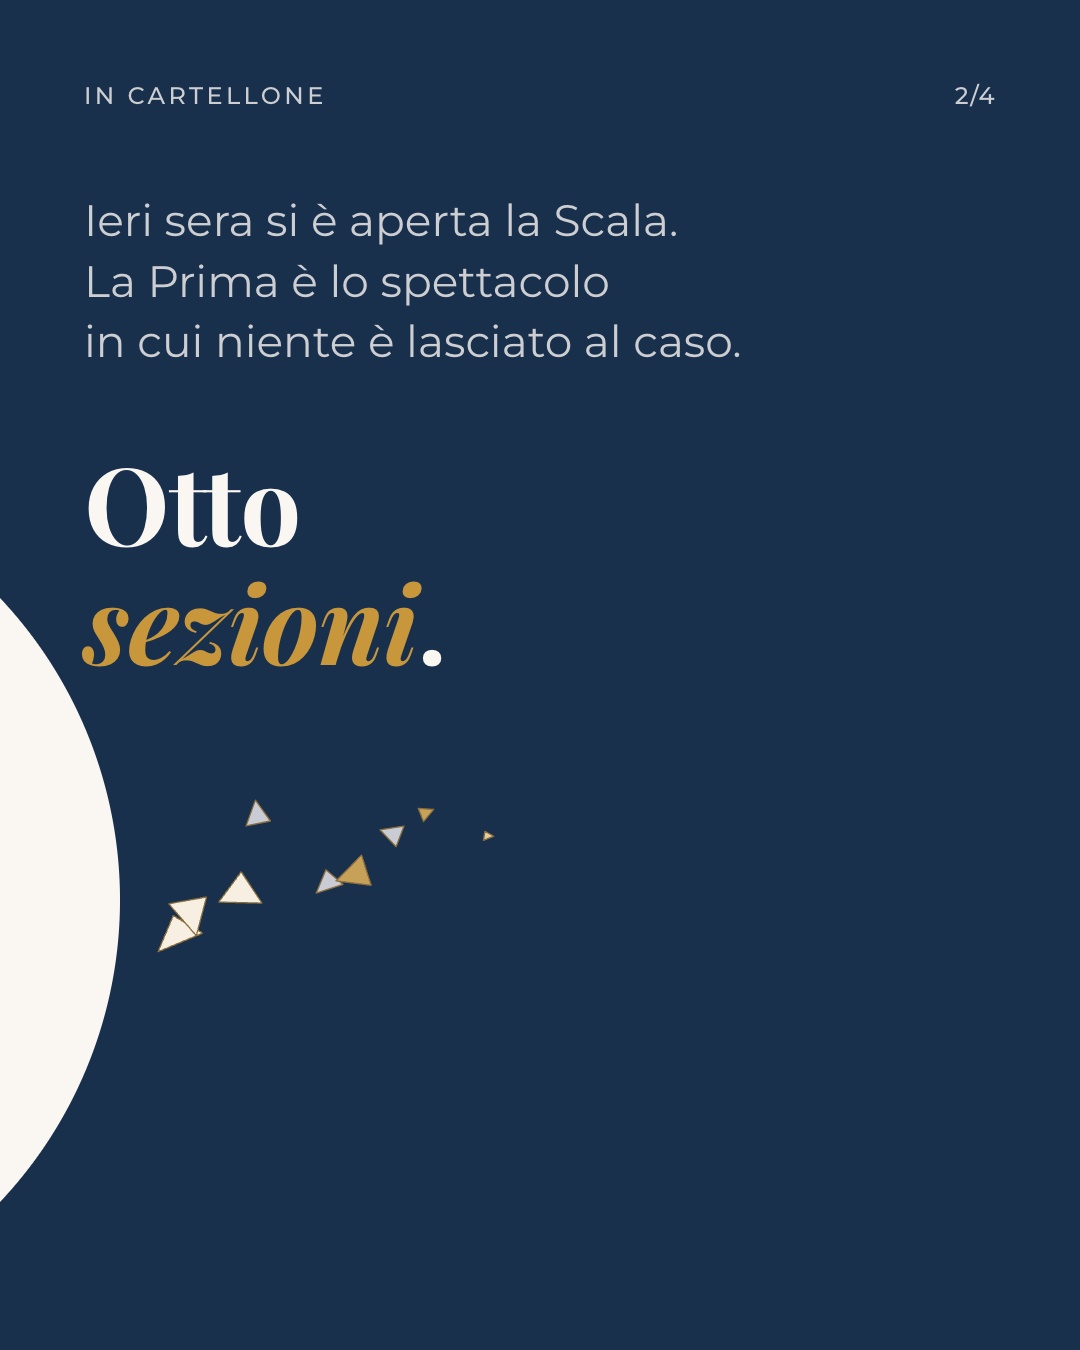 IN CARTELLONE
2/4
Ieri sera si è aperta la Scala.
La Prima è lo spettacolo
in cui niente è lasciato al caso.
Otto
sezioni.